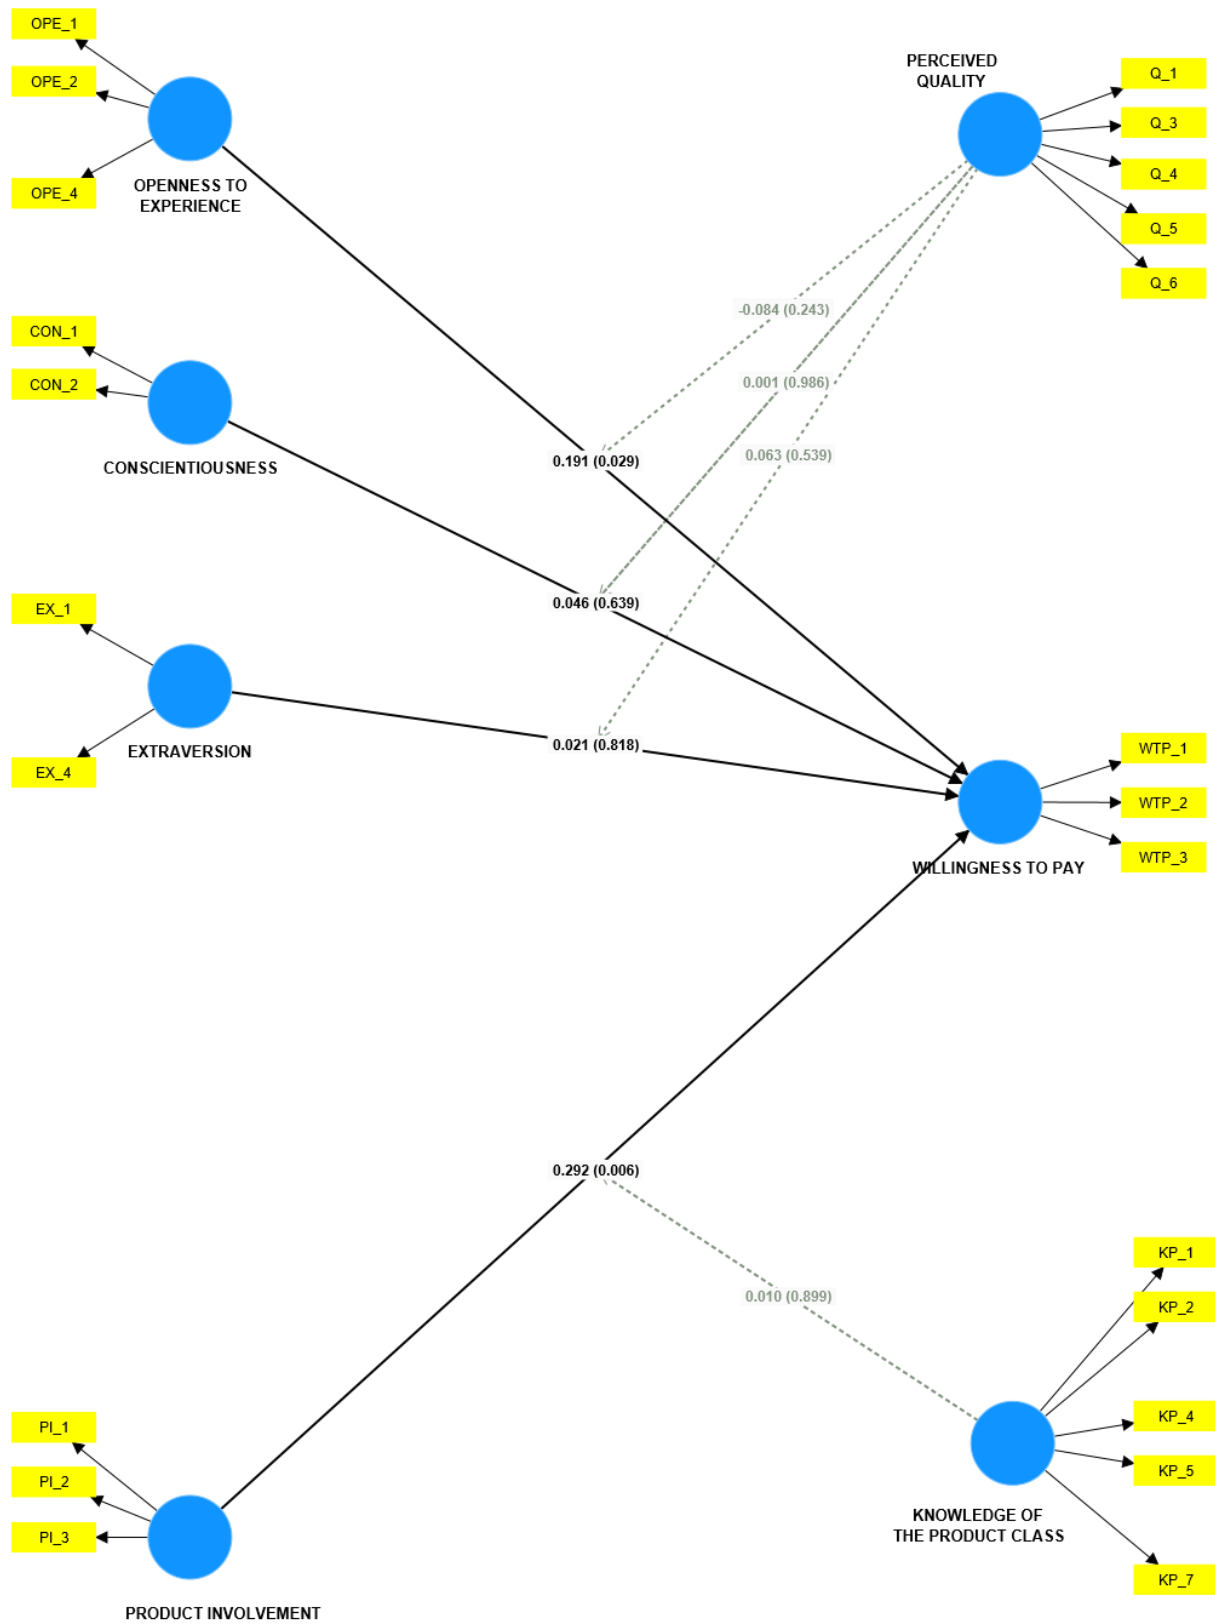 OPE_1
OPE_2
OPE_4
OPENNESS TO
EXPERIENCE
PERCEIVED
QUALITY
Q_1
Q_3
Q_4
Q_5
Q_6
CON_1
CON_2
CONSCIENTIOUSNESS
-0.084 (0.243)
0.001 (0.986)
0.063 (0.539)
0.191 (0.029)
0.046 (0.639)
EX_1
EX_4
EXTRAVERSION
0.021 (0.818)
WTP_1
WTP_2
WTP_3
WILLINGNESS TO PAY
0.292 (0.006)
0.010 (0.899)
KP_1
KP_2
KP_4
KP_5
KP_7
KNOWLEDGE OF
THE PRODUCT CLASS
PI_1
PI_2
PI_3
PRODUCT INVOLVEMENT